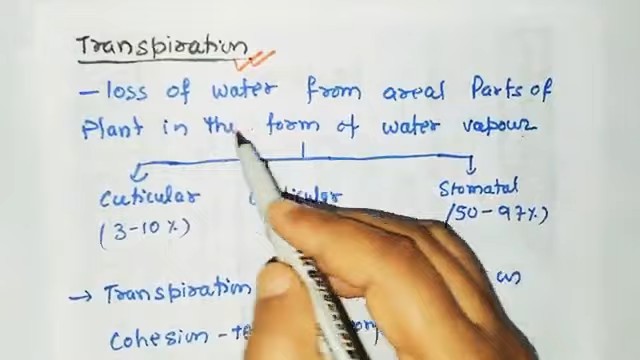 Transpiration
- loss of water from areal Parts of
Plant in the form of water vapour
Cuticular
Stomatal
(3-10%)
(50-97%)
→ Transpiration
Cohesion -